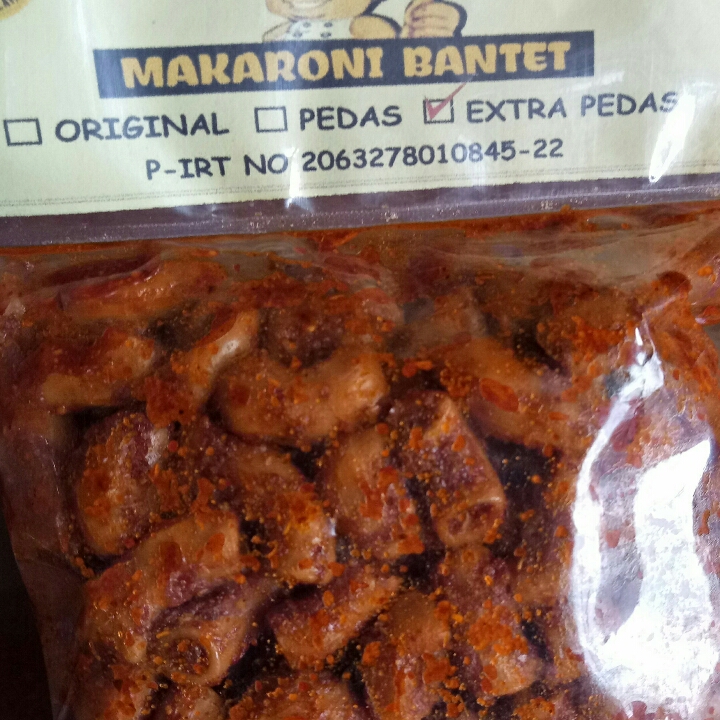 MAKARONI BANTET
ORIGINAL PEDAS EXTRA PEDAS
P-IRT NO 2063278010845-22